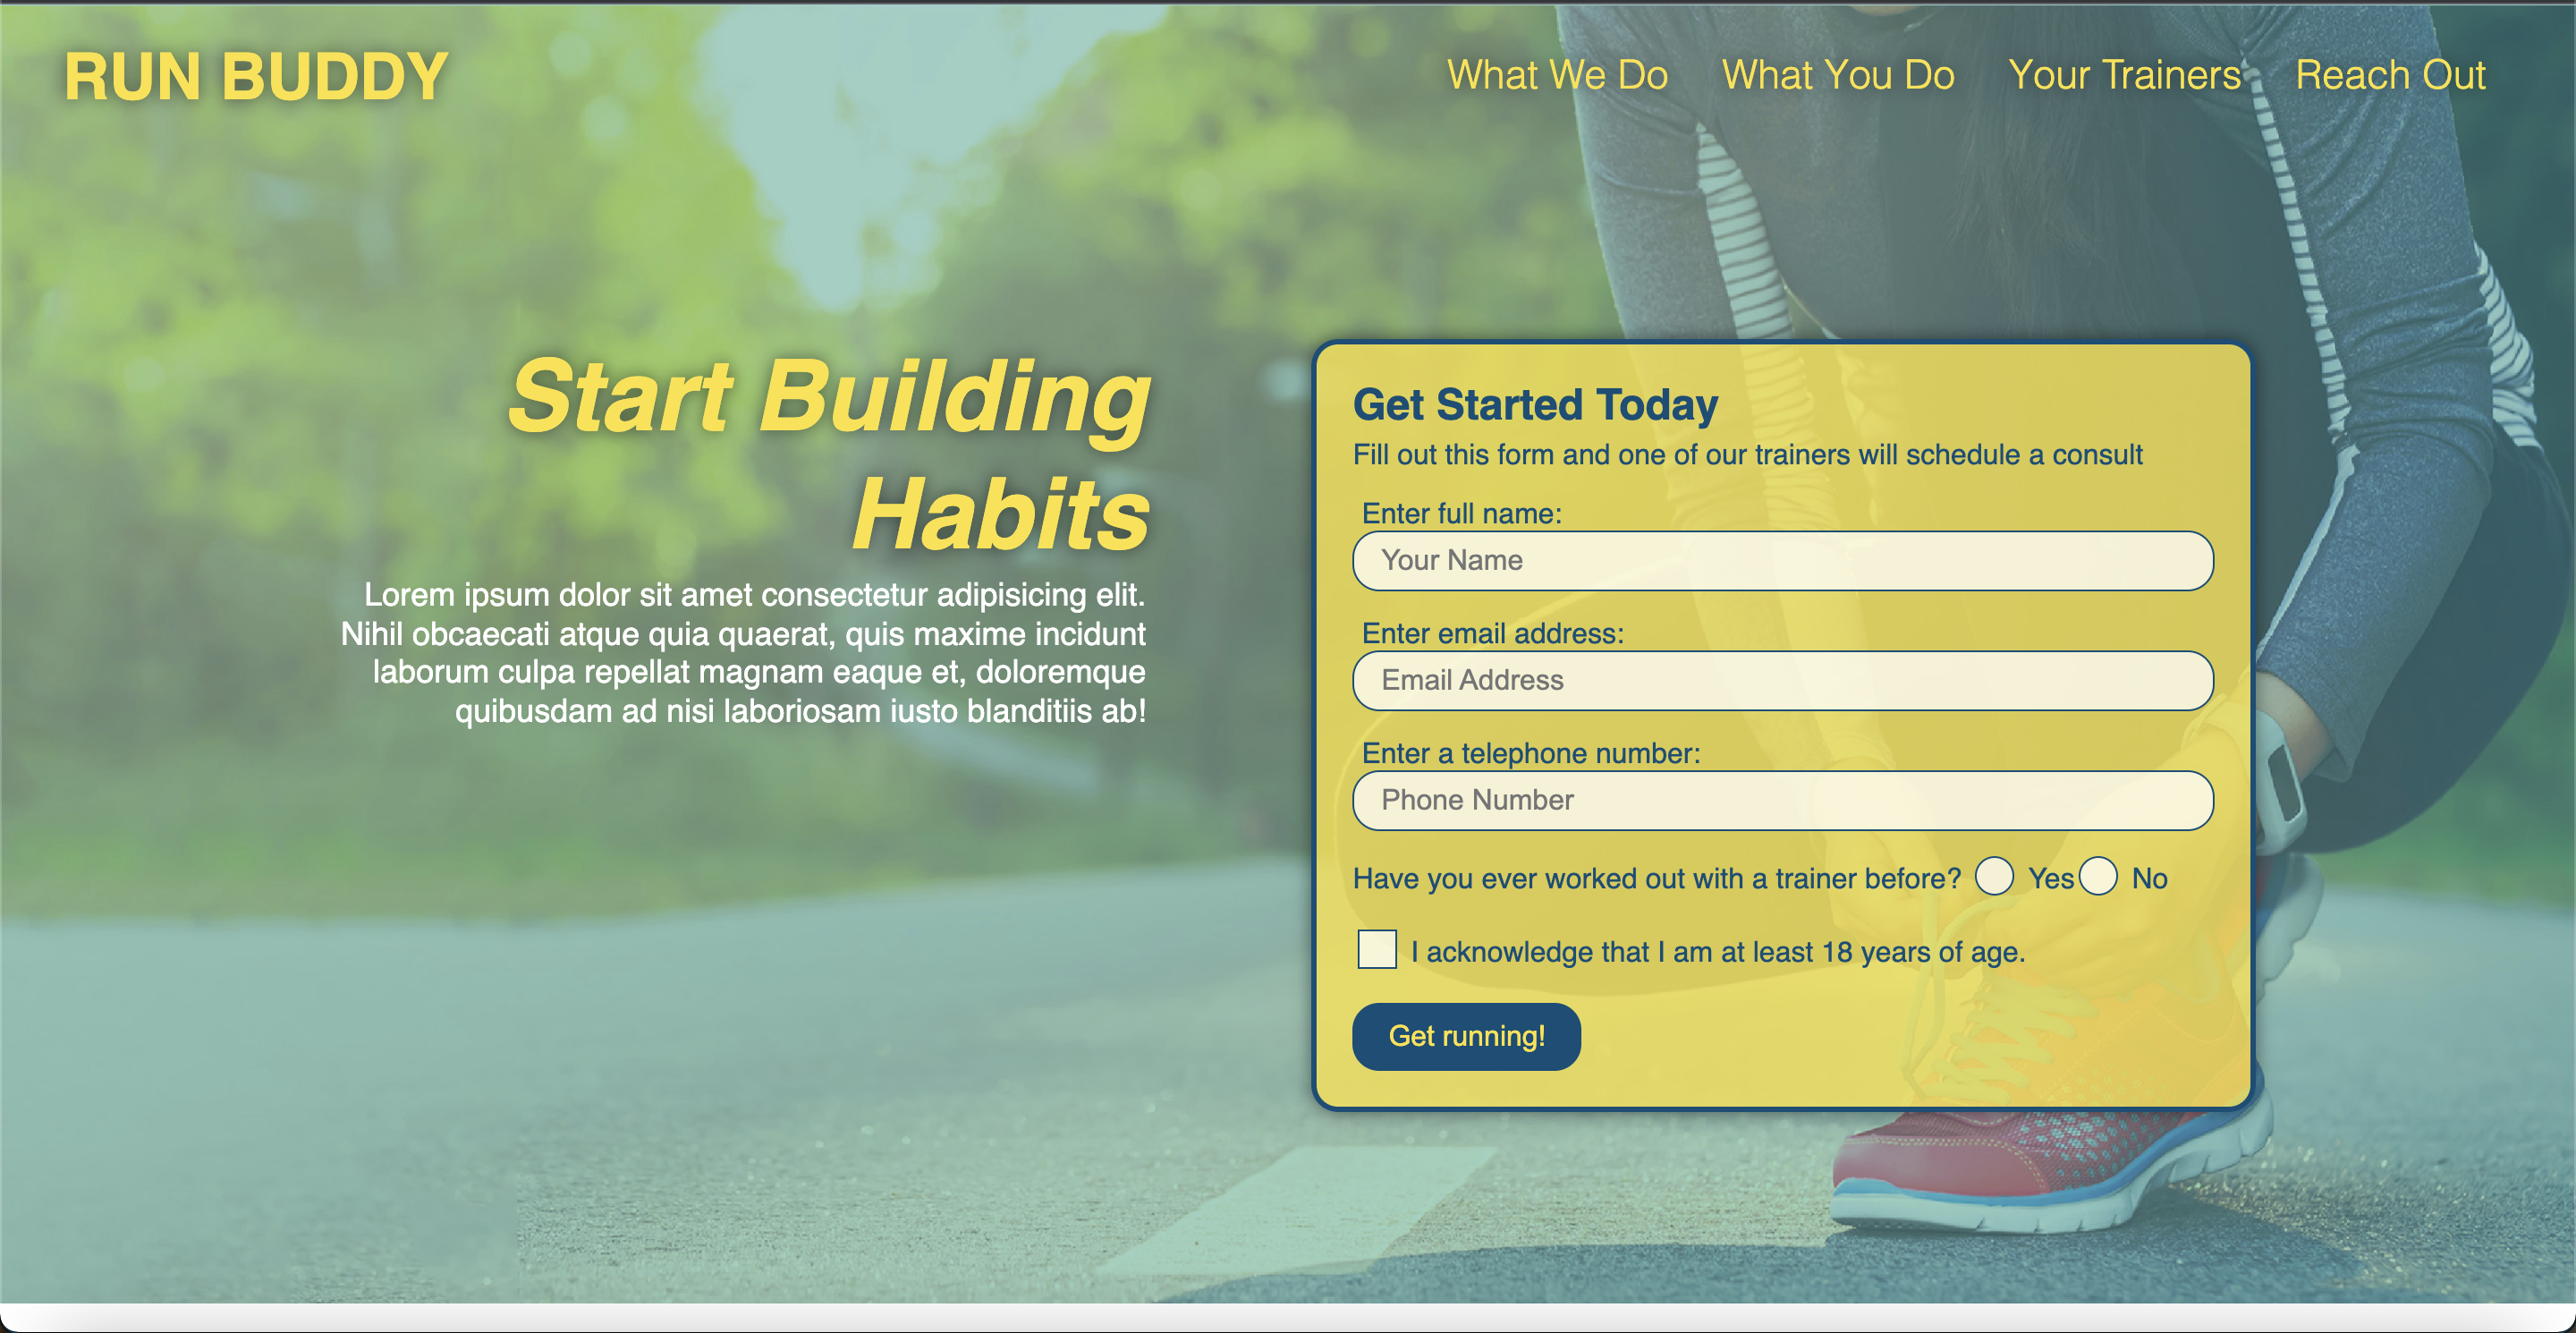 RUN BUDDY
What We Do What You Do Your Trainers Reach Out
Start Building
Habits
Lorem ipsum dolor sit amet consectetur adipisicing elit.
Nihil obcaecati atque quia quaerat, quis maxime incidunt
laborum culpa repellat magnam eaque et, doloremque
quibusdam ad nisi laboriosam iusto blanditiis ab!
Get Started Today
Fill out this form and one of our trainers will schedule a consult
Enter full name:
Your Name
Enter email address:
Email Address
Enter a telephone number:
Phone Number
Have you ever worked out with a trainer before? Yes No
I acknowledge that I am at least 18 years of age.
Get running!